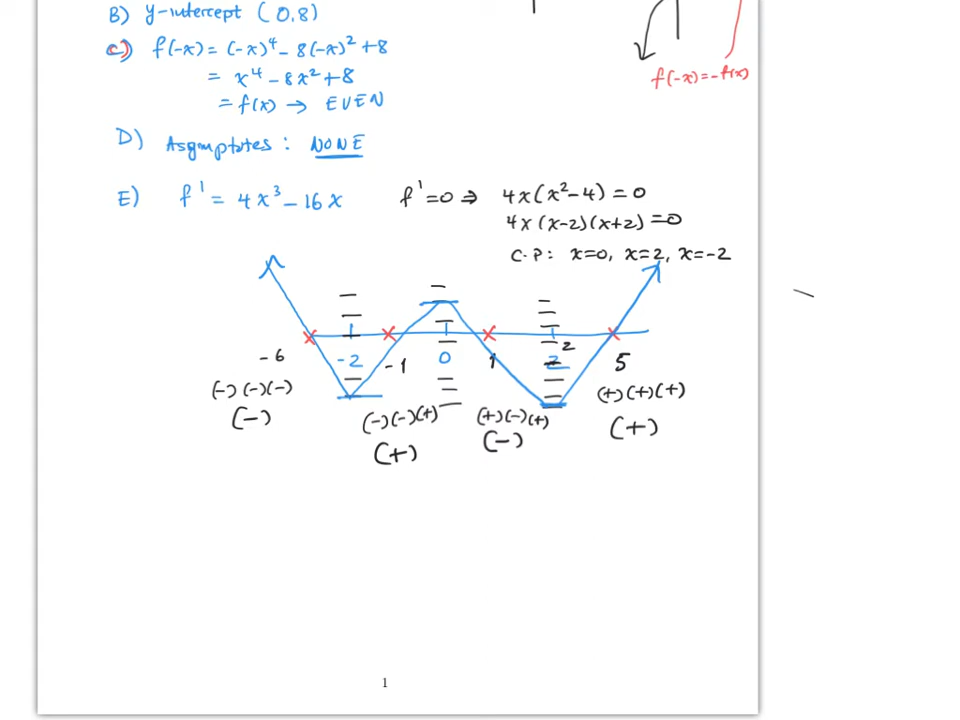 B) y-intercept (0,8)
C) f(-x) = (-x)⁴ - 8(-x)² + 8
= x⁴ - 8x² + 8
= f(x) → EVEN
f(-x) = -f(x)
D) Asymptotes : NONE
E) f' = 4x³ - 16x
f' = 0 ⇒ 4x(x² - 4) = 0
4x(x-2)(x+2) = 0
C.P: x=0, x=2, x=-2
-6 -2 -1 0 1 2 2 5
(-)(-)(-) (-)(-)(+) (+)(-)(+) (+)(+)(+)
(-) (+) (-) (+)
1